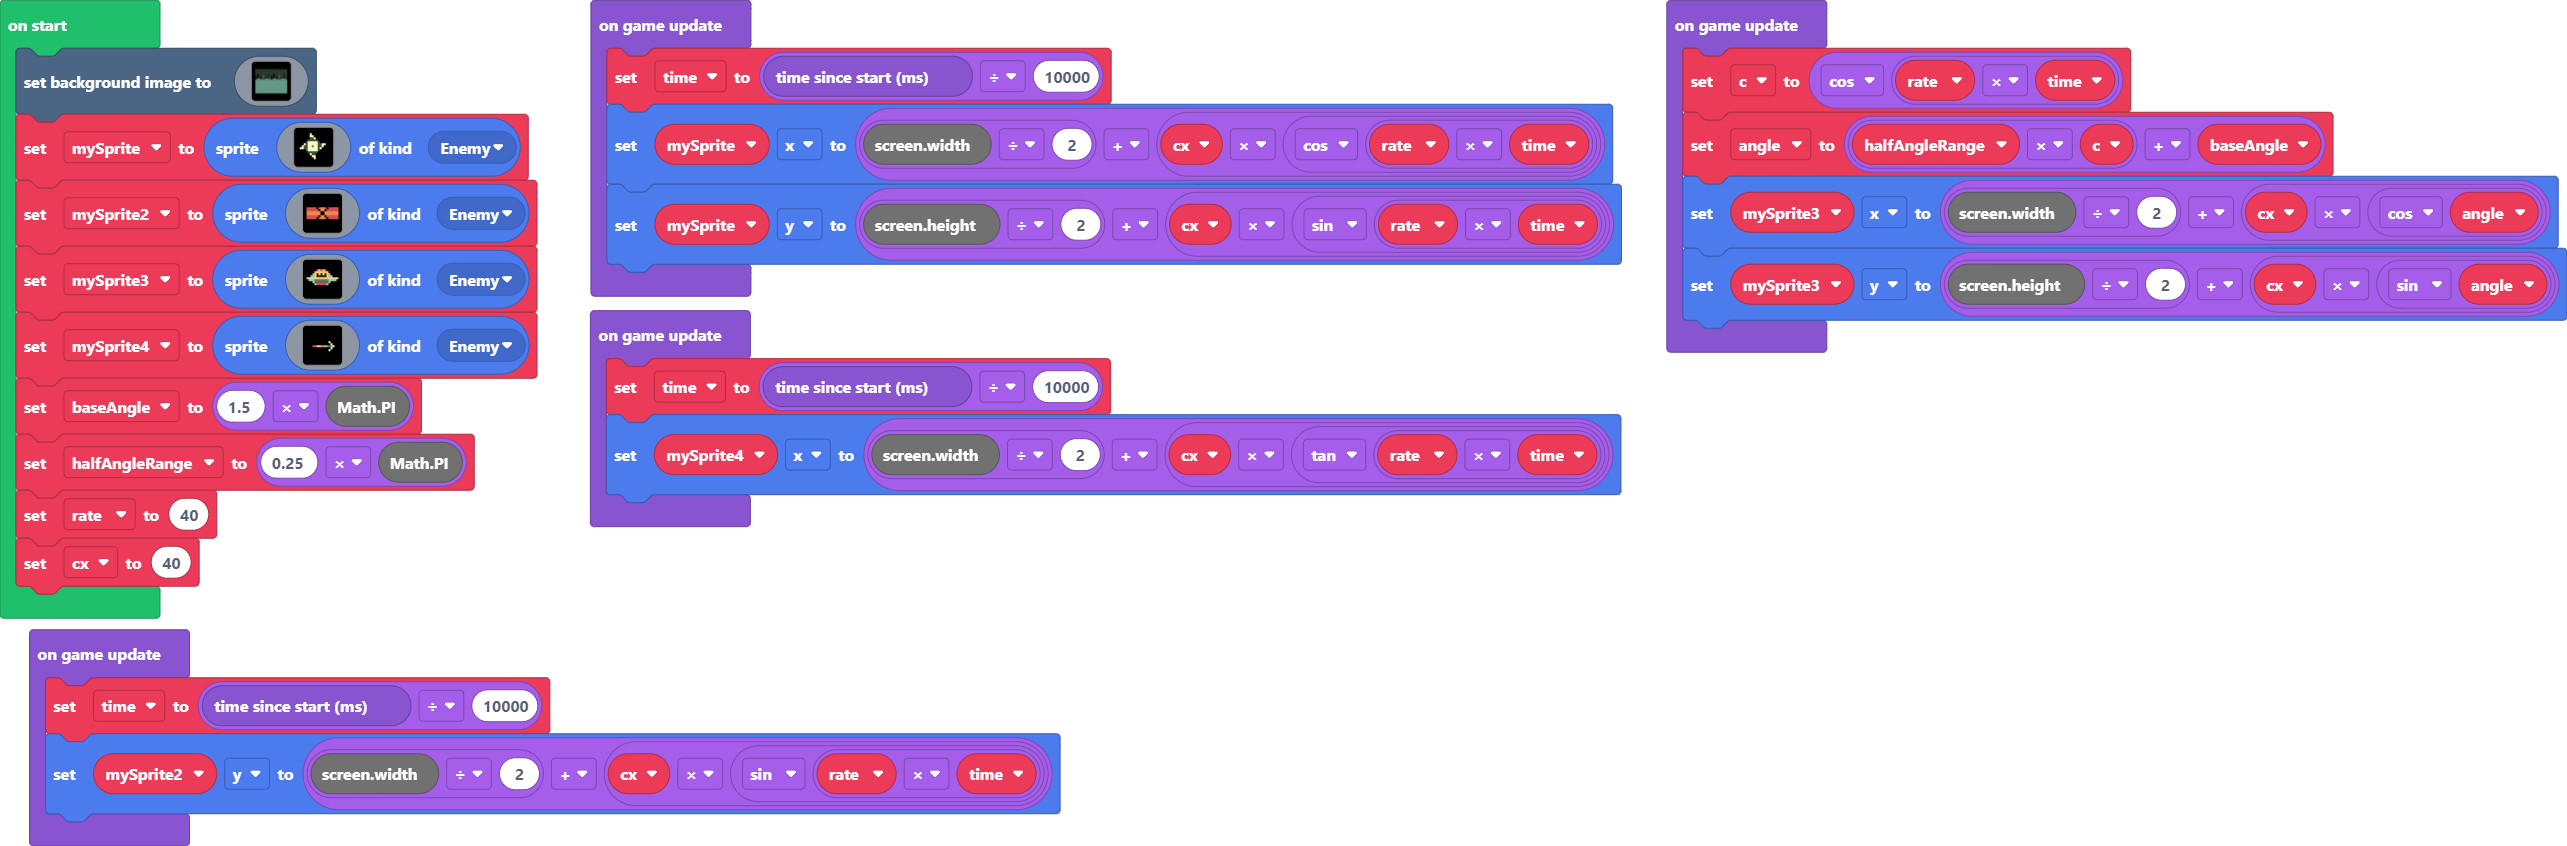 on start
set background image to
set mySprite to sprite of kind Enemy
set mySprite2 to sprite of kind Enemy
set mySprite3 to sprite of kind Enemy
set mySprite4 to sprite of kind Enemy
set baseAngle to 1.5 × Math.PI
set halfAngleRange to 0.25 × Math.PI
set rate to 40
set cx to 40
on game update
set time to time since start (ms) ÷ 10000
set mySprite2 y to screen.width ÷ 2 + cx × sin rate × time
on game update
set time to time since start (ms) ÷ 10000
set mySprite x to screen.width ÷ 2 + cx × cos rate × time
set mySprite y to screen.height ÷ 2 + cx × sin rate × time
on game update
set time to time since start (ms) ÷ 10000
set mySprite4 x to screen.width ÷ 2 + cx × tan rate × time
on game update
set c to cos rate × time
set angle to halfAngleRange × c + baseAngle
set mySprite3 x to screen.width ÷ 2 + cx × cos angle
set mySprite3 y to screen.height ÷ 2 + cx × sin angle